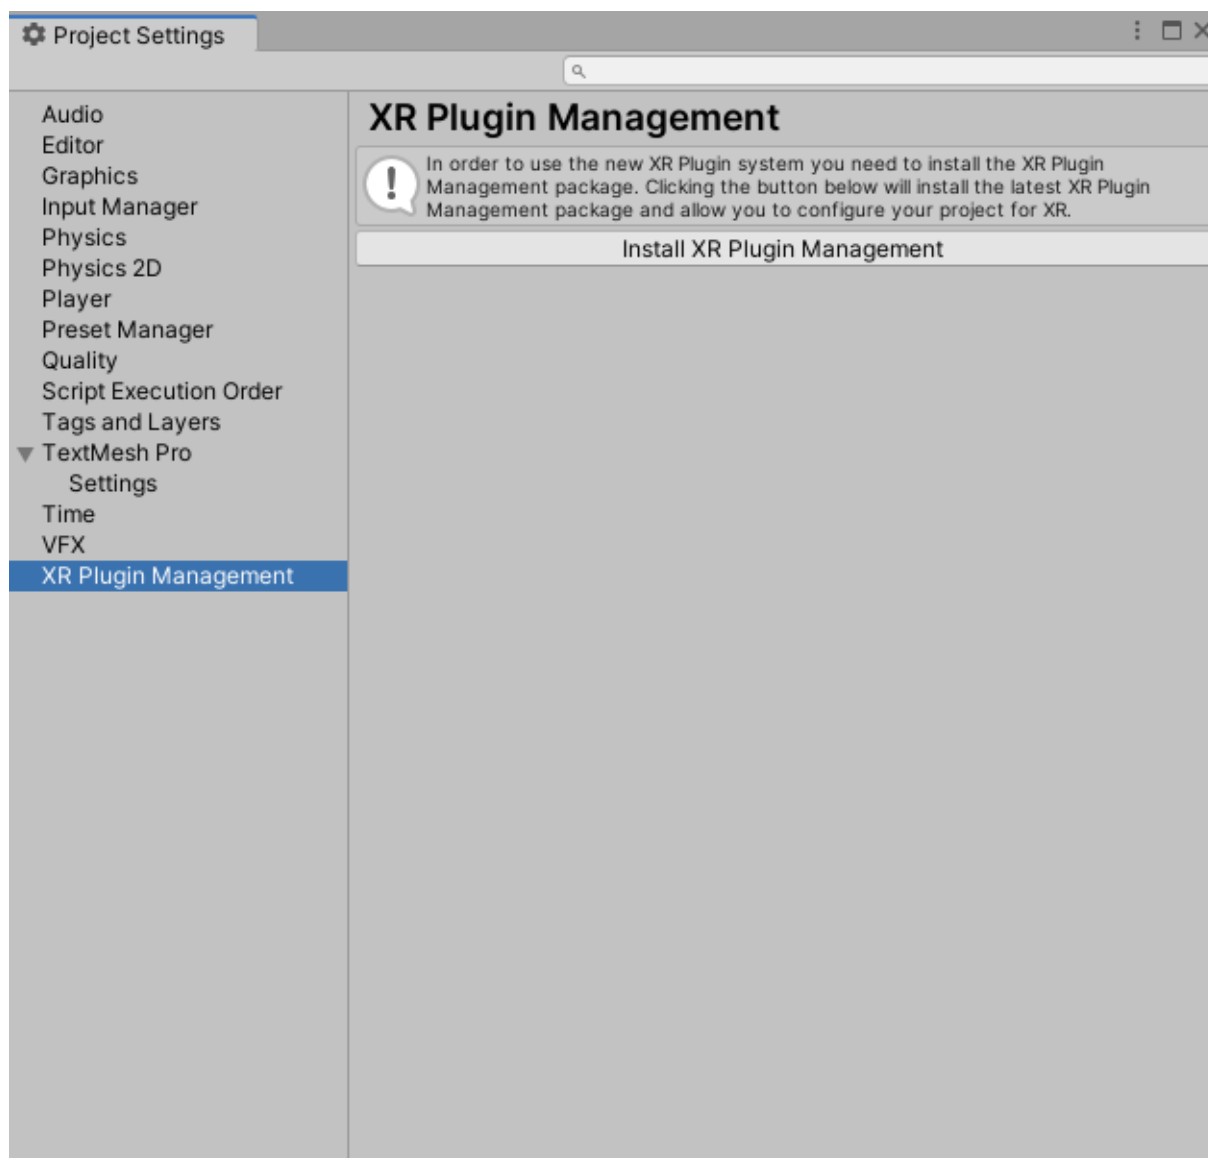 Project Settings
Audio
Editor
Graphics
Input Manager
Physics
Physics 2D
Player
Preset Manager
Quality
Script Execution Order
Tags and Layers
TextMesh Pro
Settings
Time
VFX
XR Plugin Management
XR Plugin Management
In order to use the new XR Plugin system you need to install the XR Plugin
Management package. Clicking the button below will install the latest XR Plugin
Management package and allow you to configure your project for XR.
Install XR Plugin Management